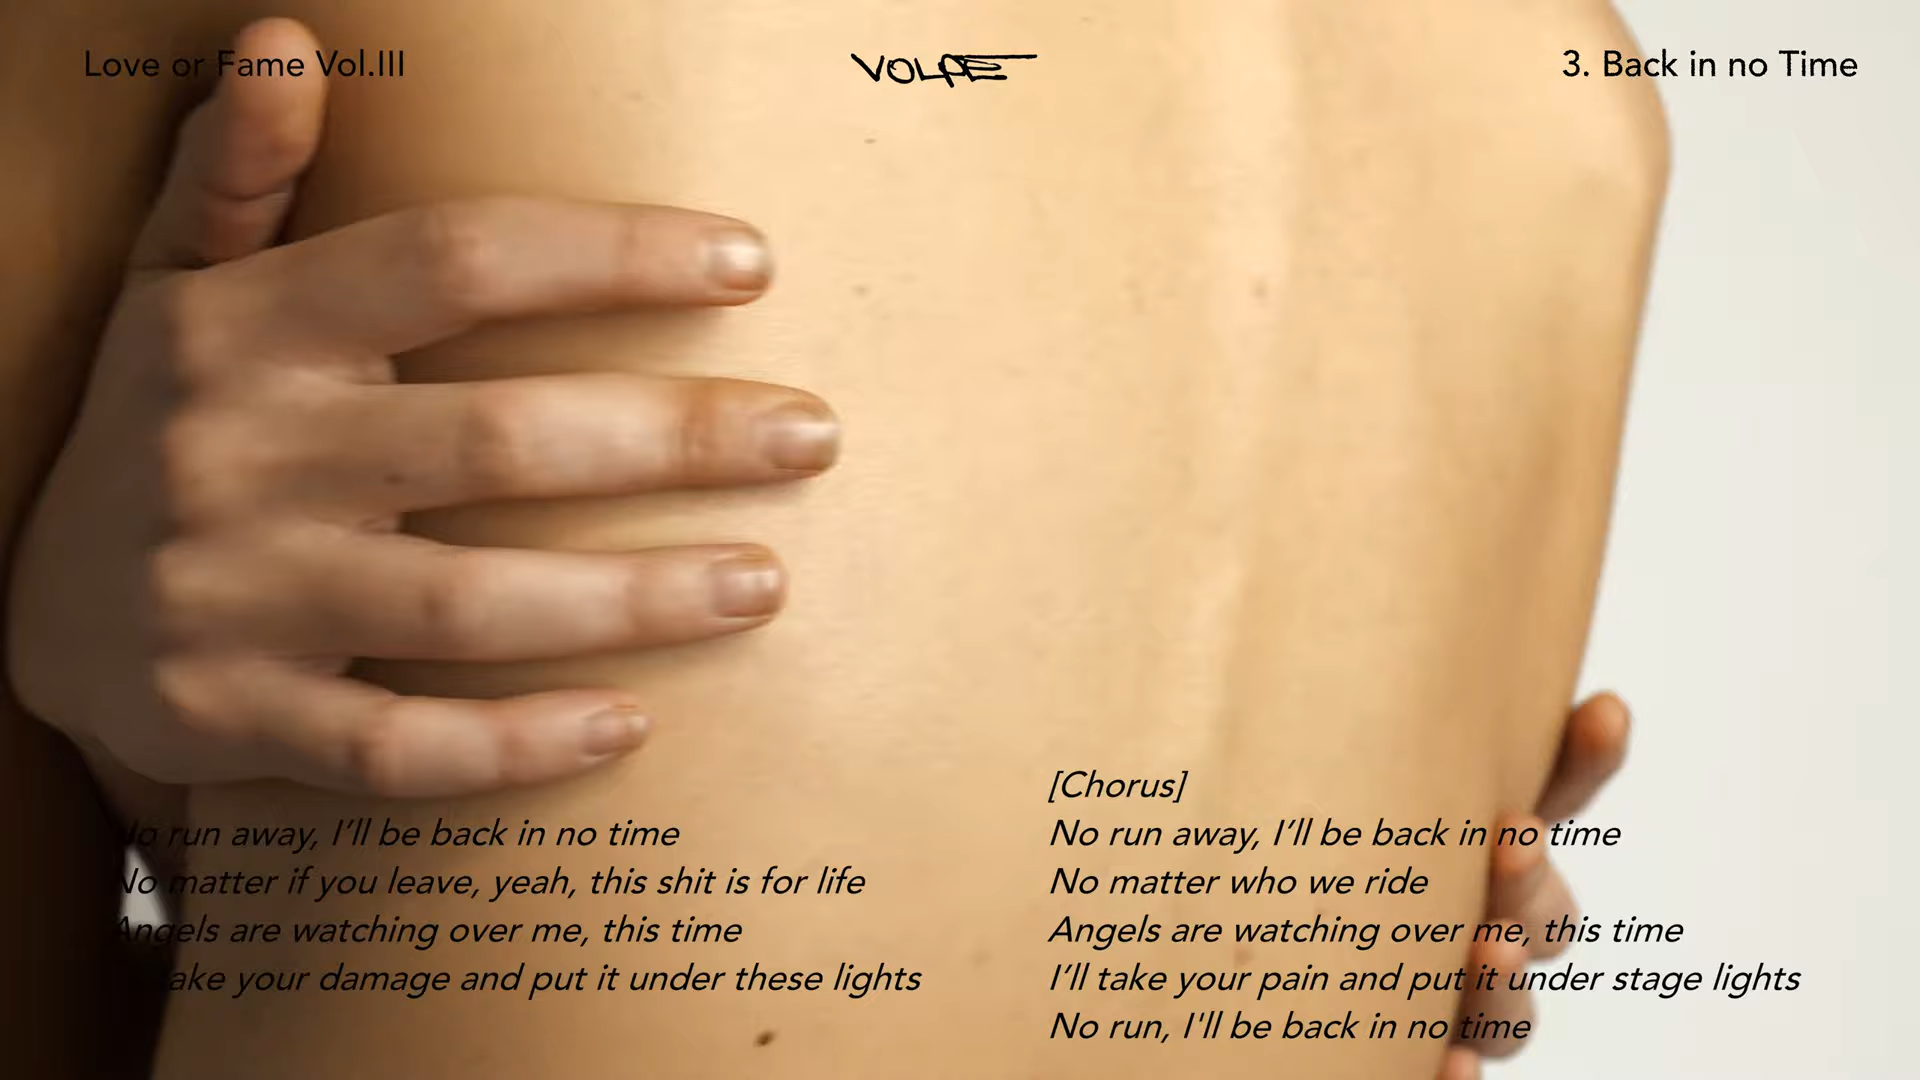 Love or Fame Vol.III
VOLPE
3. Back in no Time
No run away, I’ll be back in no time
No matter if you leave, yeah, this shit is for life
Angels are watching over me, this time
take your damage and put it under these lights
[Chorus]
No run away, I’ll be back in no time
No matter who we ride
Angels are watching over me, this time
I’ll take your pain and put it under stage lights
No run, I'll be back in no time